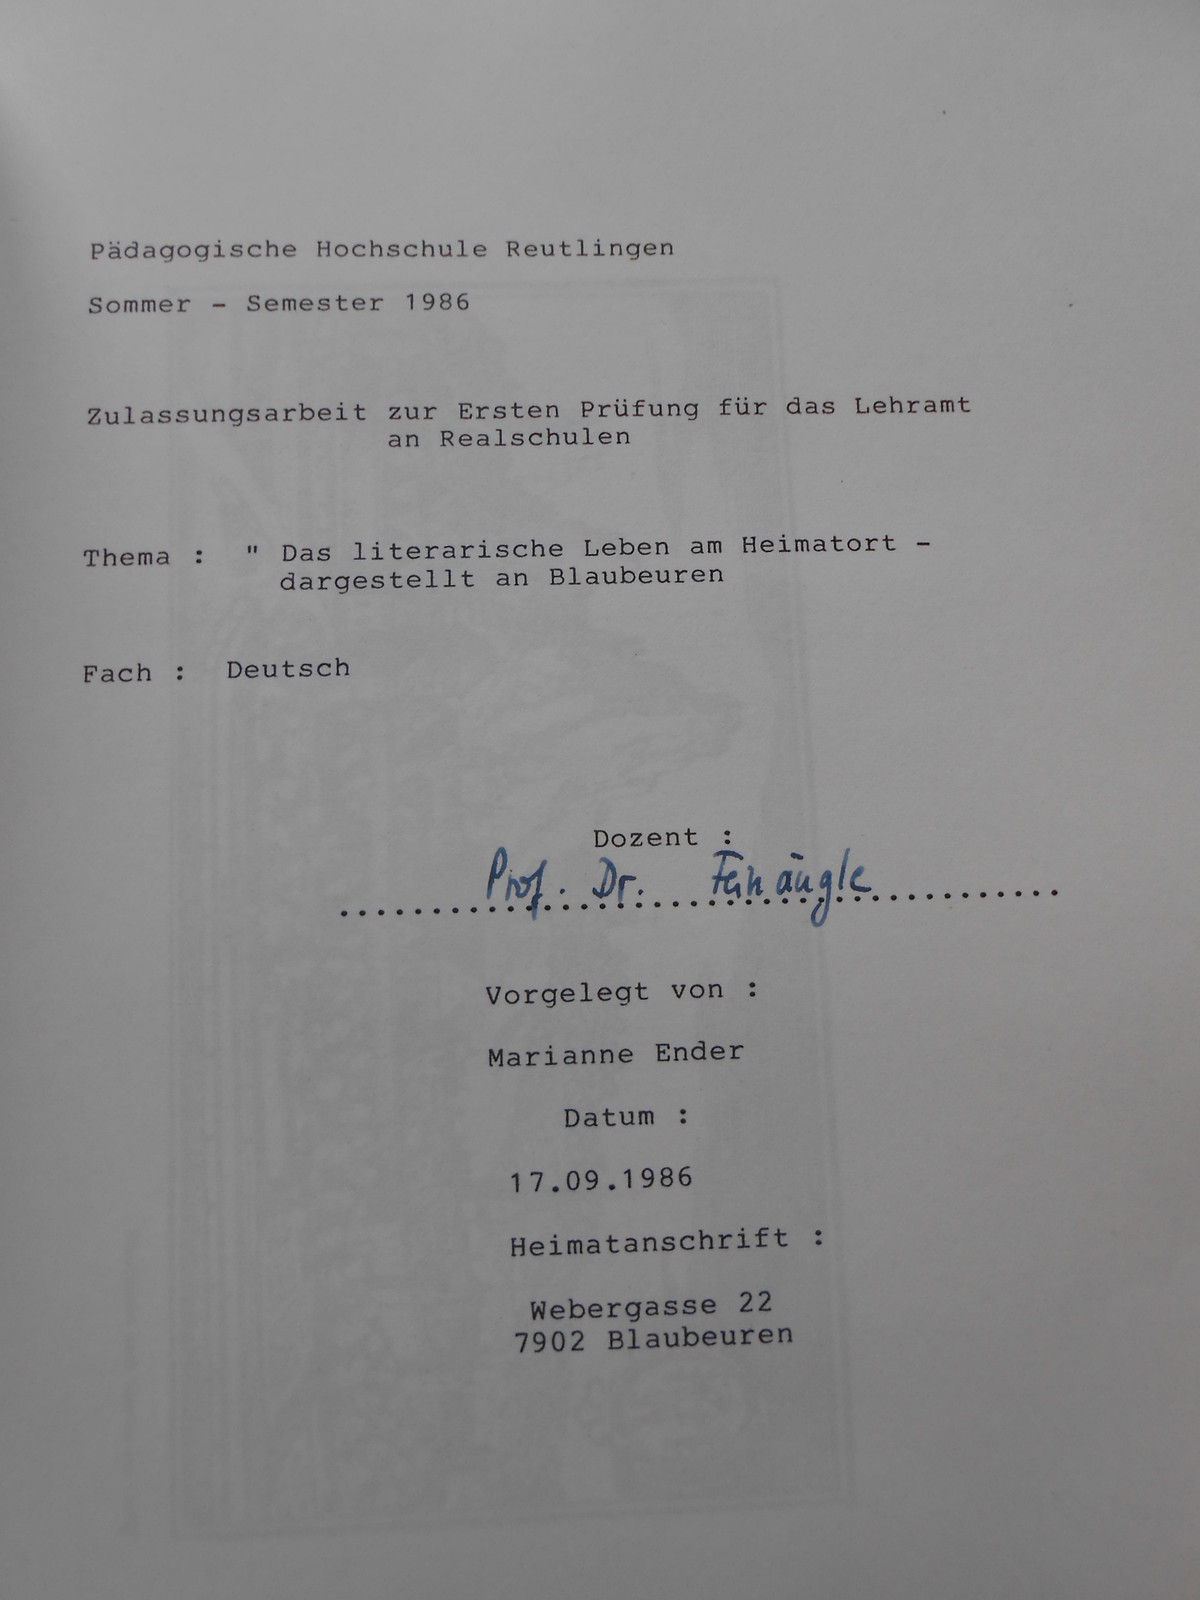 Pädagogische Hochschule Reutlingen
Sommer - Semester 1986
Zulassungsarbeit zur Ersten Prüfung für das Lehramt
an Realschulen
Thema : " Das literarische Leben am Heimatort -
dargestellt an Blaubeuren
Fach : Deutsch
Dozent :
Prof. Dr. Feinäugle
Vorgelegt von :
Marianne Ender
Datum :
17.09.1986
Heimatanschrift :
Webergasse 22
7902 Blaubeuren